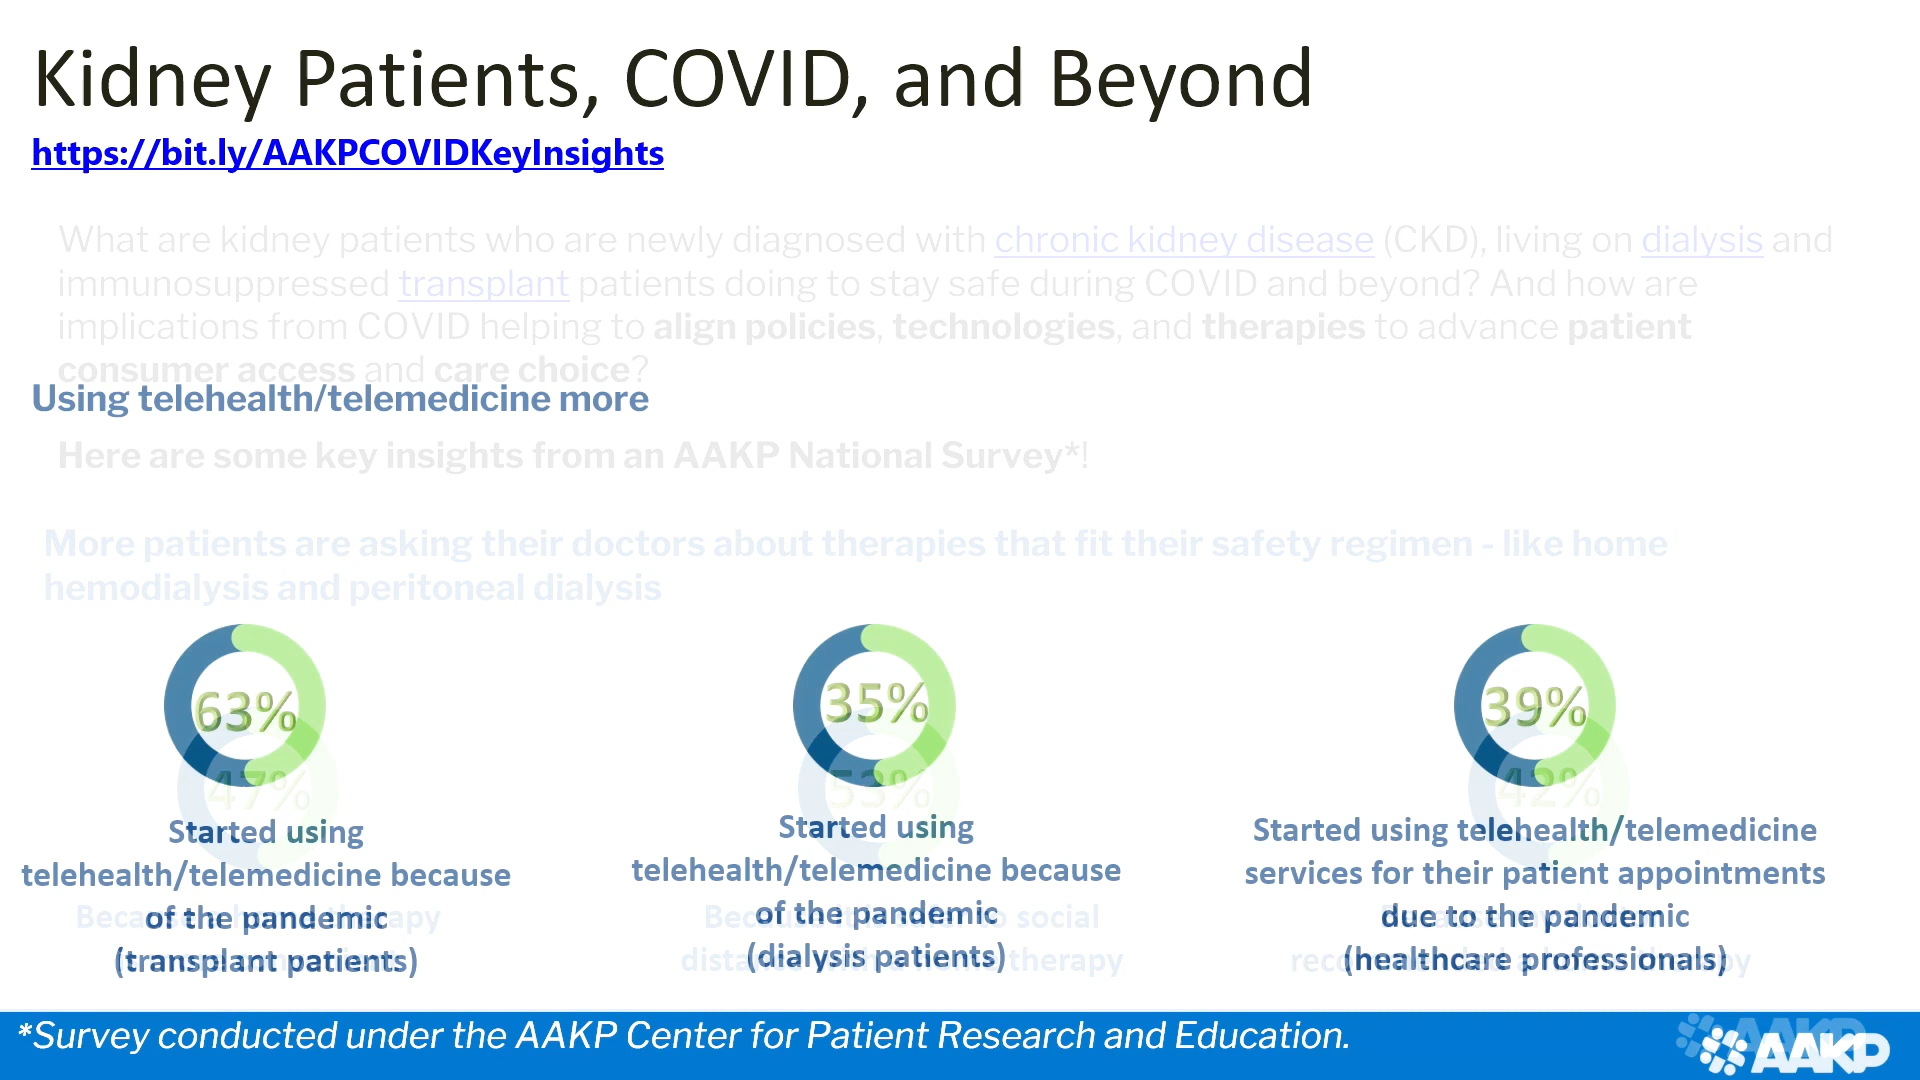 Kidney Patients, COVID, and Beyond
https://bit.ly/AAKPCOVIDKeyInsights
What are kidney patients who are newly diagnosed with chronic kidney disease (CKD), living on dialysis and
immunosuppressed transplant patients doing to stay safe during COVID and beyond? And how are
implications from COVID helping to align policies, technologies, and therapies to advance patient
consumer access and care choice?
Using telehealth/telemedicine more
Here are some key insights from an AAKP National Survey*!
More patients are asking their doctors about therapies that fit their safety regimen - like home
hemodialysis and peritoneal dialysis
63%
35%
39%
47%
53%
42%
Started using
telehealth/telemedicine because
of the pandemic
(transplant patients)
Started using
telehealth/telemedicine because
of the pandemic
(dialysis patients)
Started using telehealth/telemedicine
services for their patient appointments
due to the pandemic
(healthcare professionals)
therapy
social
therapy
*Survey conducted under the AAKP Center for Patient Research and Education.
AAKP